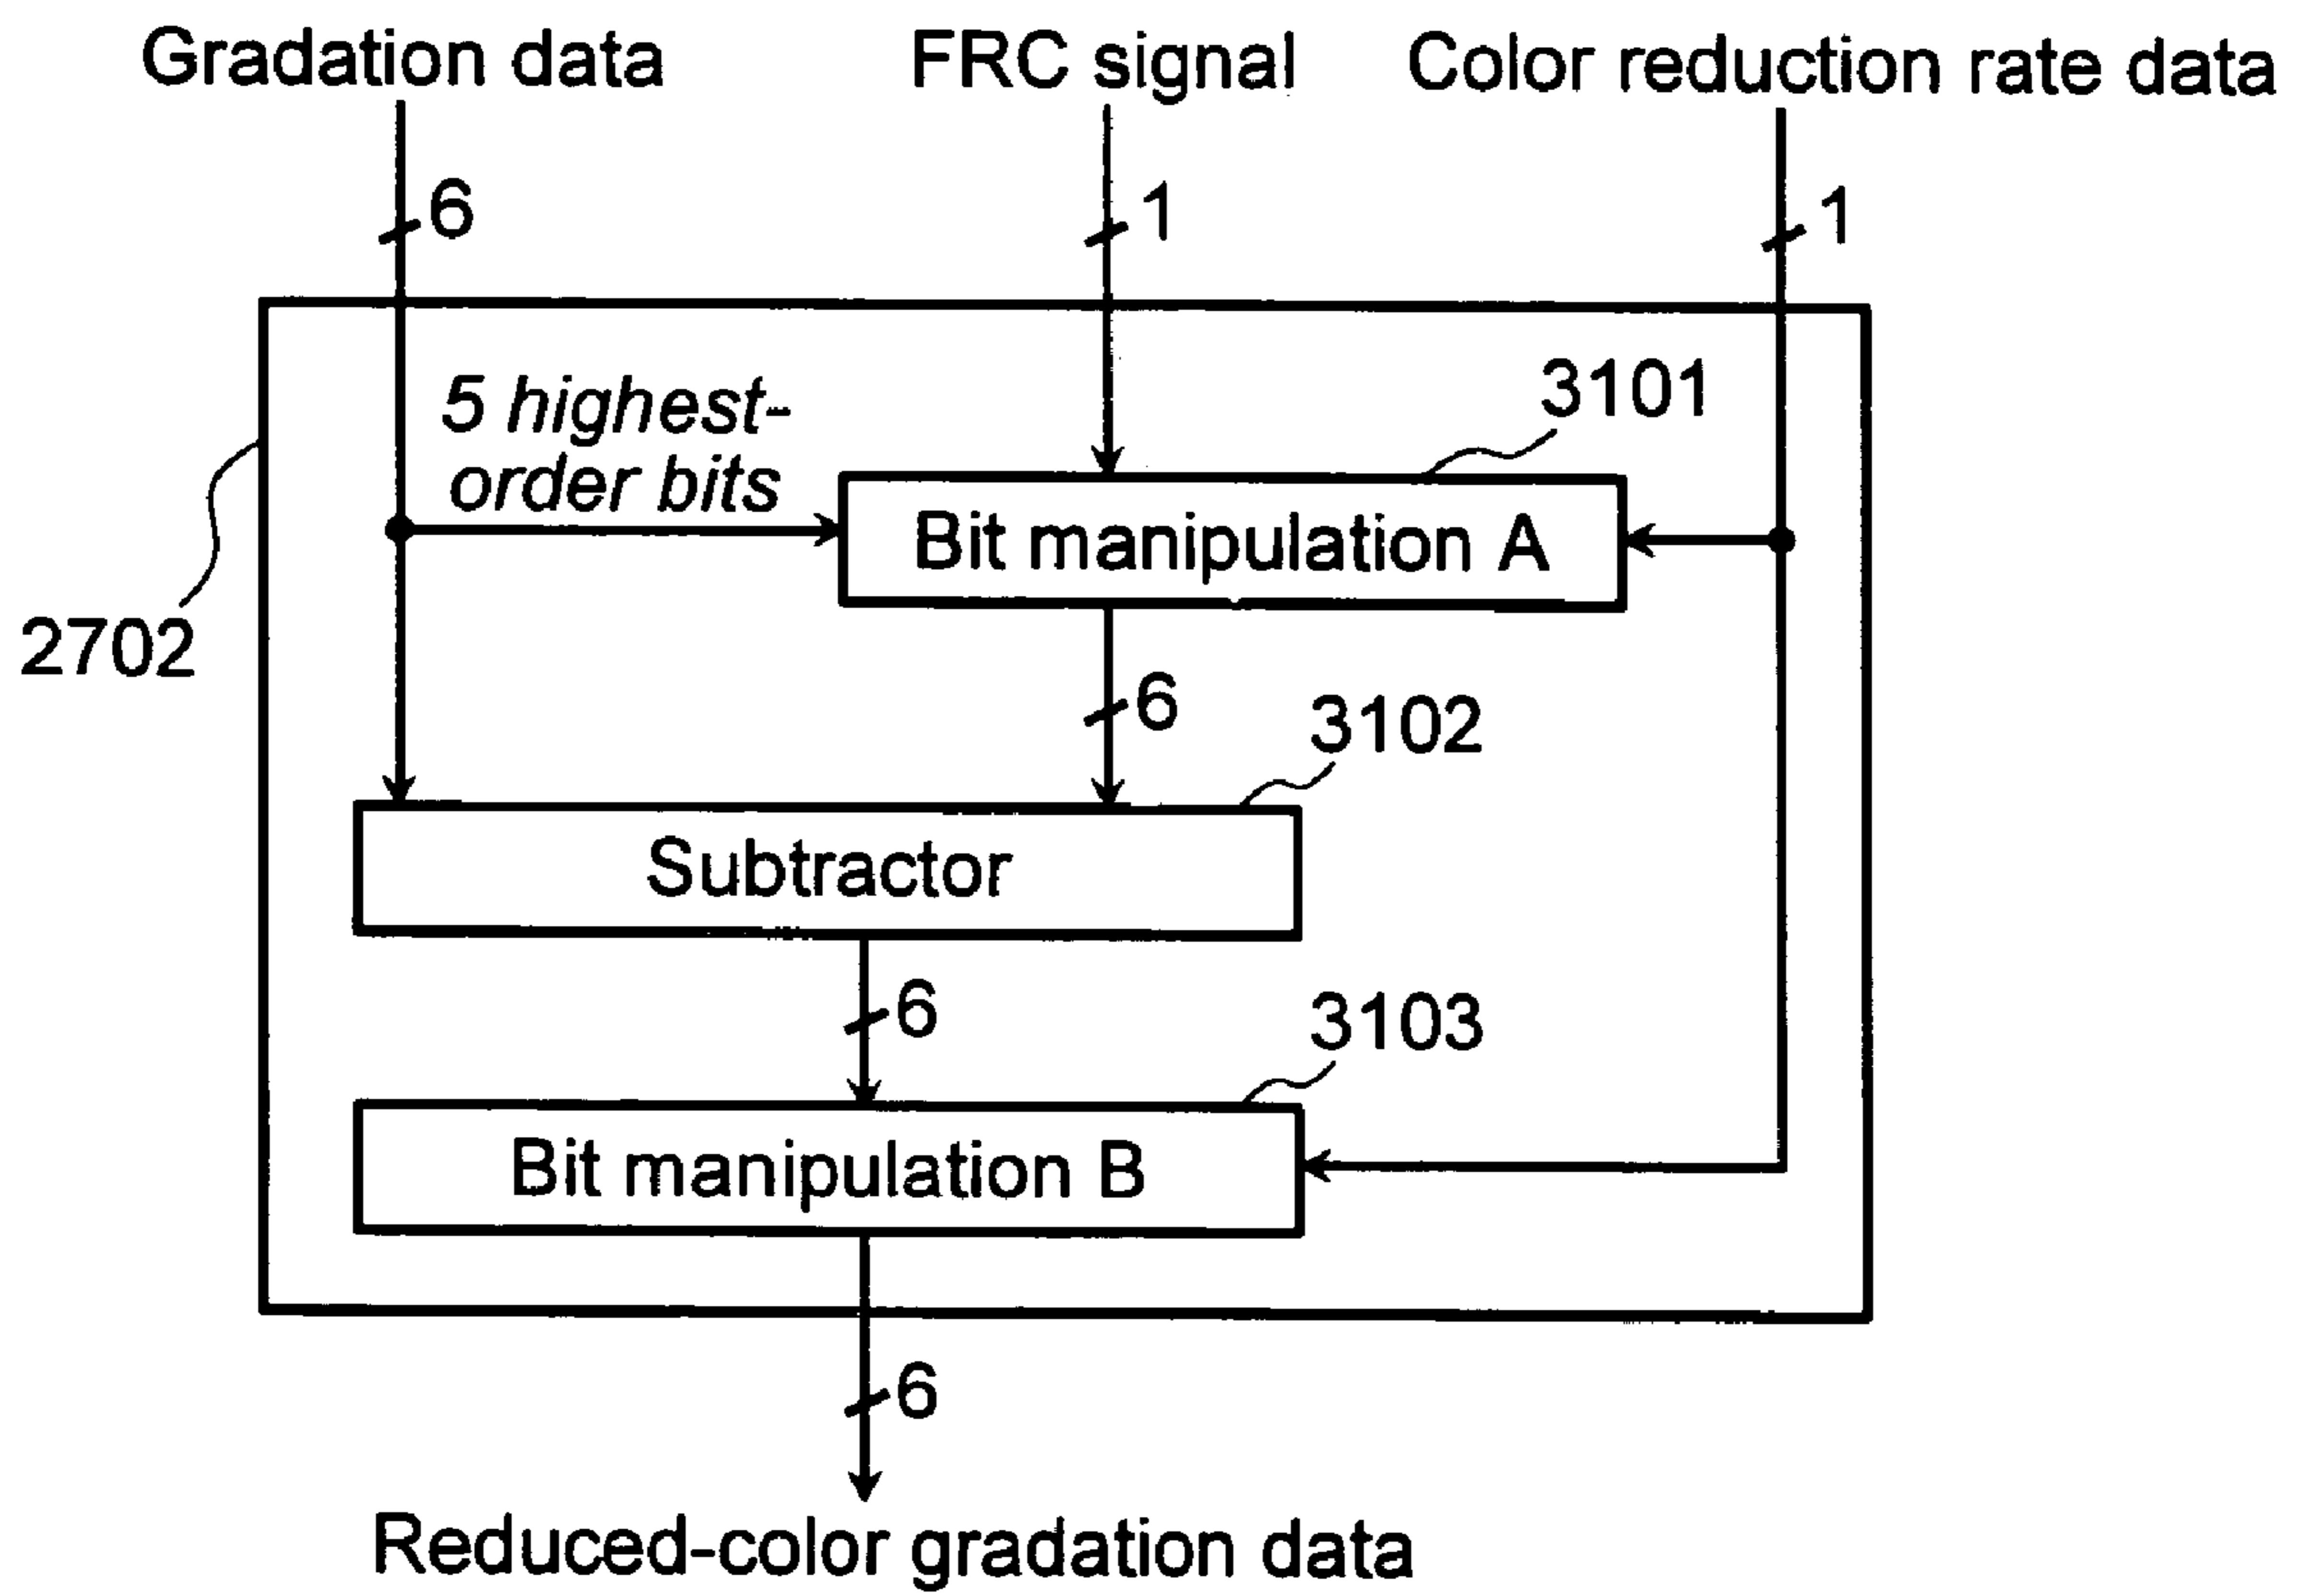 Gradation data
FRC signal
Color reduction rate data
6
1
1
5 highest-
order bits
3101
Bit manipulation A
2702
6
3102
Subtractor
6
3103
Bit manipulation B
6
Reduced-color gradation data